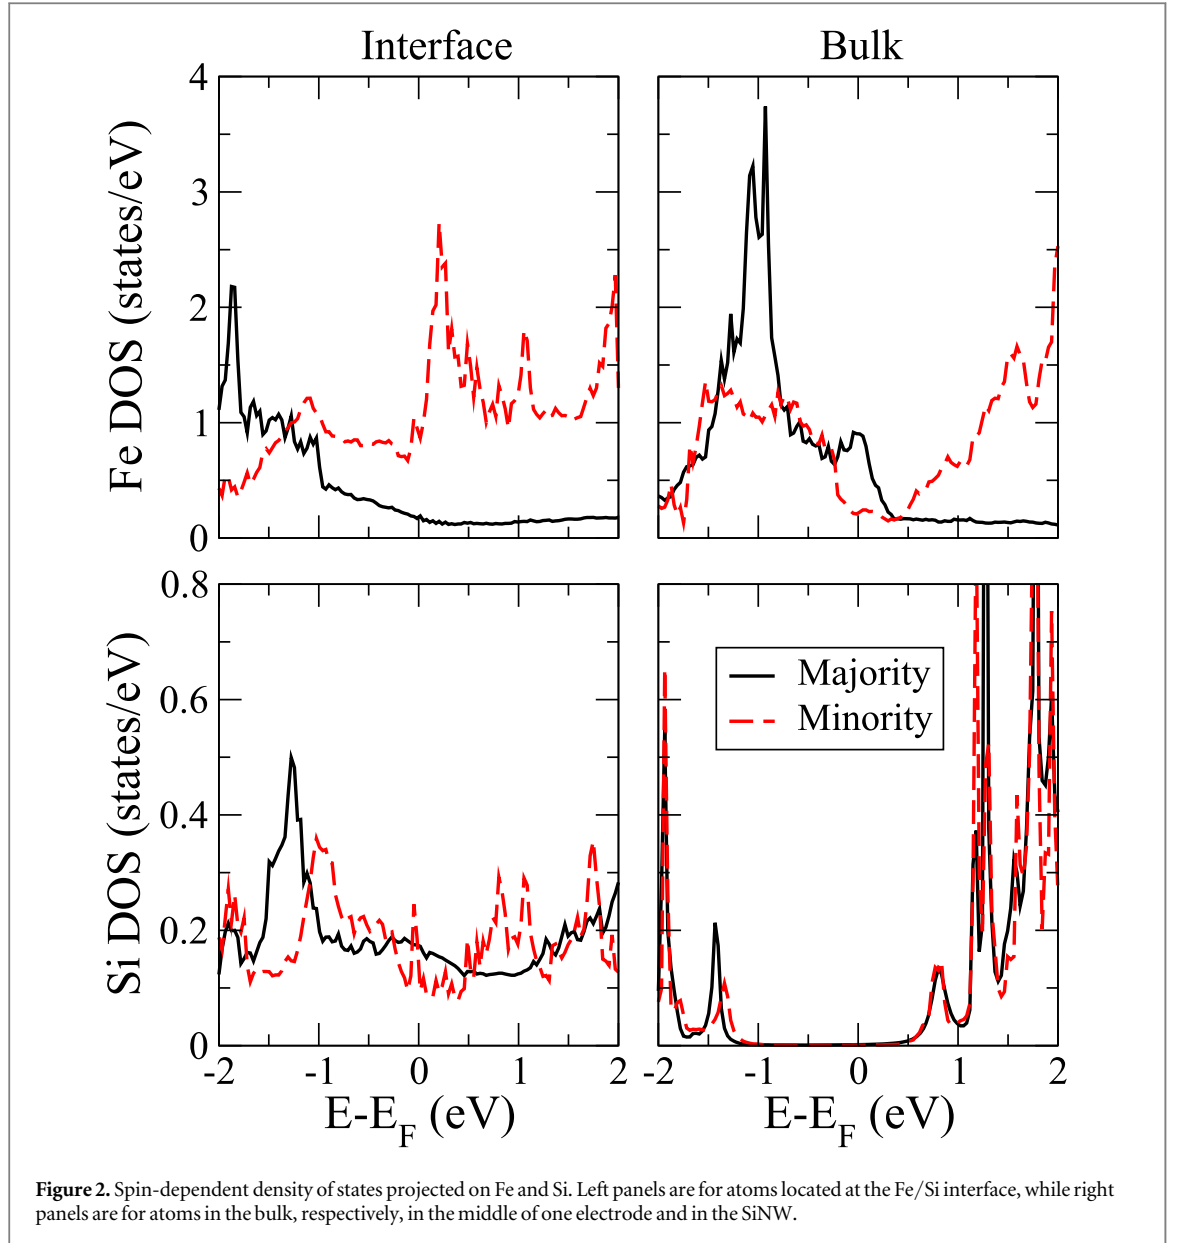 Interface Bulk
4
3
2
1
0
Fe DOS (states/eV)
0.8
0.6
0.4
0.2
0
Si DOS (states/eV)
Majority
Minority
-2 -1 0 1 2 -2 -1 0 1 2
E-E_F (eV) E-E_F (eV)
Figure 2. Spin-dependent density of states projected on Fe and Si. Left panels are for atoms located at the Fe/Si interface, while right
panels are for atoms in the bulk, respectively, in the middle of one electrode and in the SiNW.